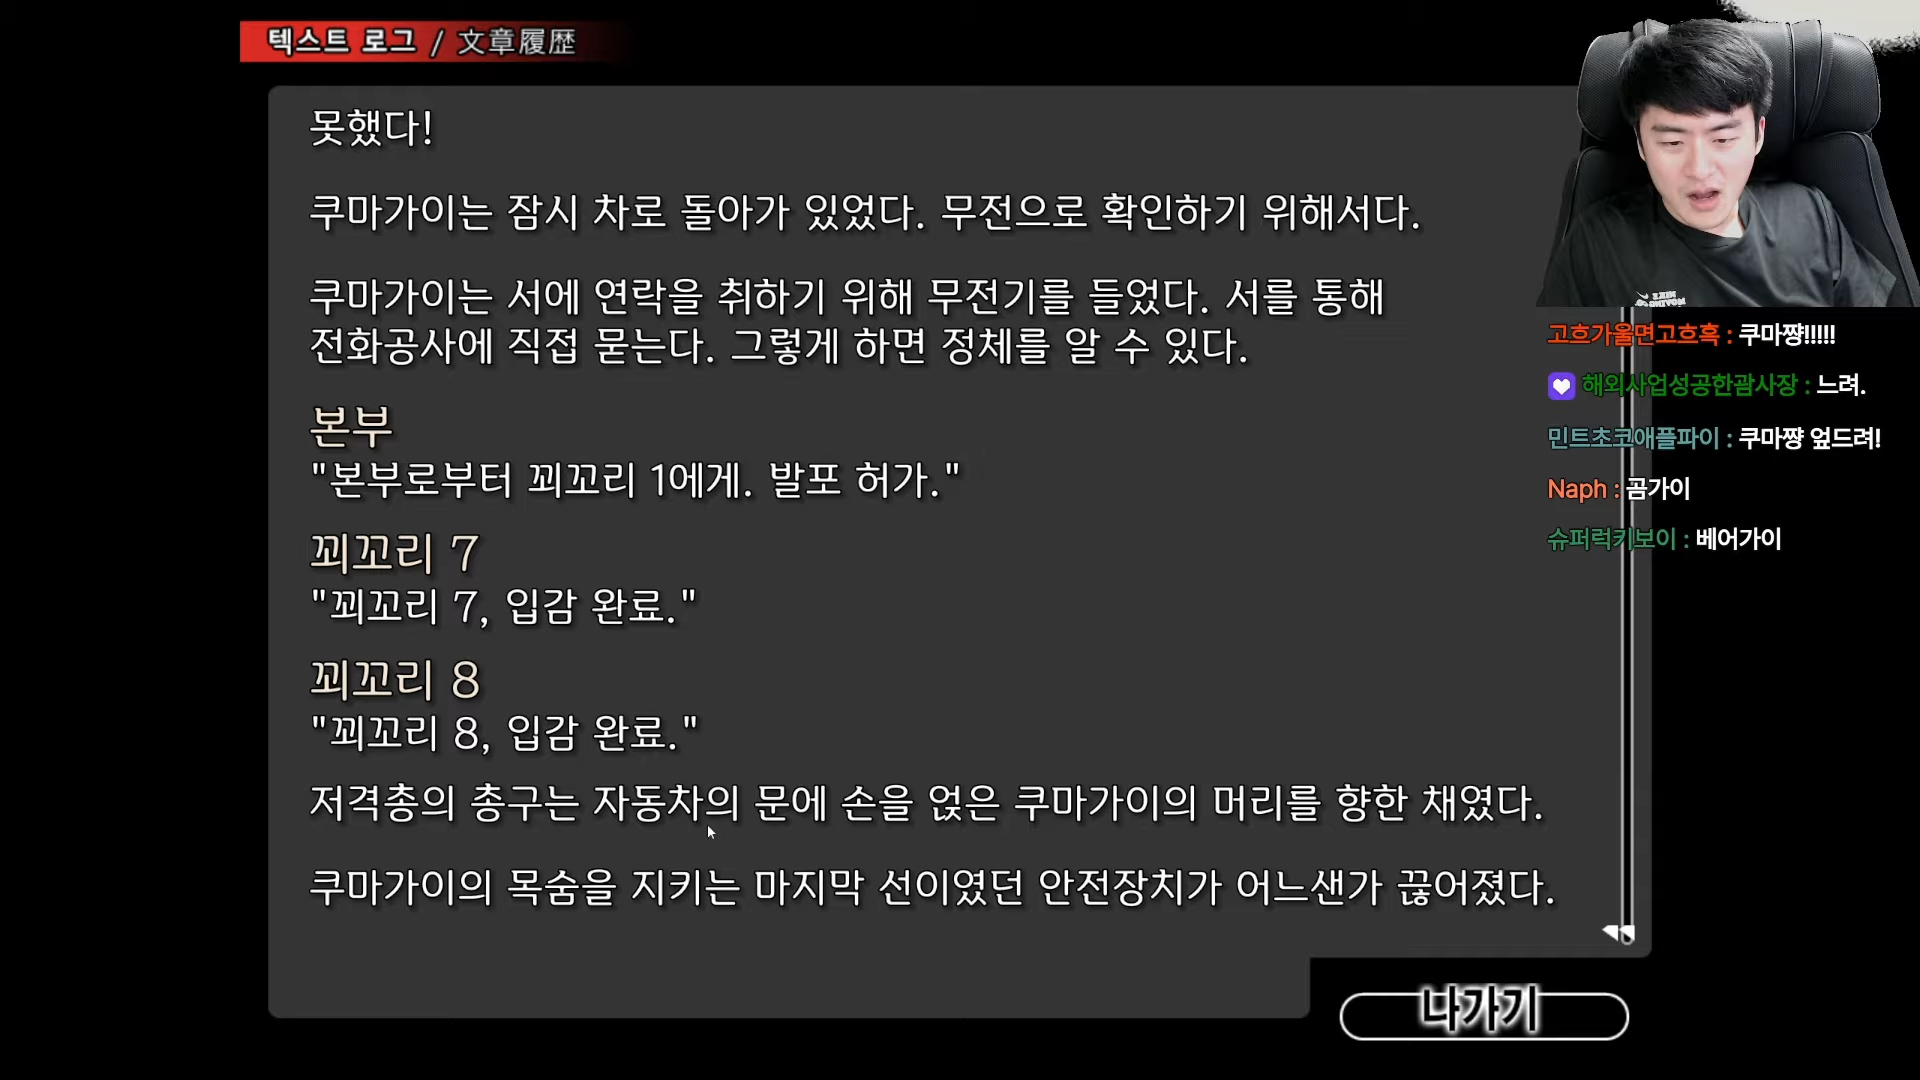 텍스트 로그 / 文章履歴
못했다!
쿠마가이는 잠시 차로 돌아가 있었다. 무전으로 확인하기 위해서다.
쿠마가이는 서에 연락을 취하기 위해 무전기를 들었다. 서를 통해
전화공사에 직접 묻는다. 그렇게 하면 정체를 알 수 있다.
본부
"본부로부터 꾀꼬리 1에게. 발포 허가."
꾀꼬리 7
"꾀꼬리 7, 입감 완료."
꾀꼬리 8
"꾀꼬리 8, 입감 완료."
저격총의 총구는 자동차의 문에 손을 얹은 쿠마가이의 머리를 향한 채였다.
쿠마가이의 목숨을 지키는 마지막 선이였던 안전장치가 어느샌가 끊어졌다.
나가기
고흐가울면고흐흑 : 쿠마쨩!!!!!
해외사업성공한괌사장 : 느려.
민트초코애플파이 : 쿠마쨩 엎드려!
Naph : 곰가이
슈퍼럭키보이 : 베어가이